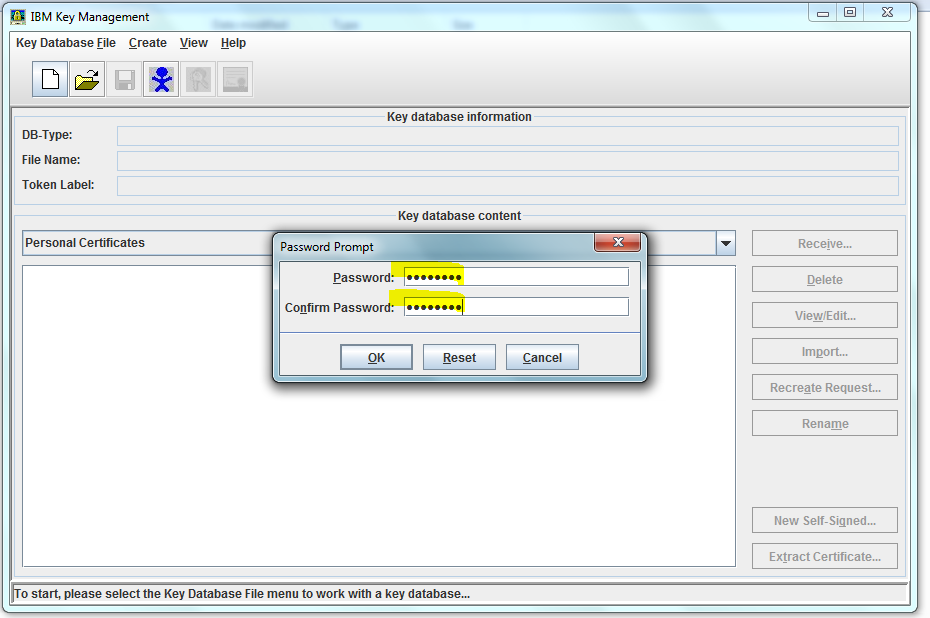 IBM Key Management
Key Database File Create View Help
Key database information
DB-Type:
File Name:
Token Label:
Key database content
Personal Certificates
Receive...
Delete
View/Edit...
Import...
Recreate Request...
Rename
New Self-Signed...
Extract Certificate...
Password Prompt
Password: ••••••••
Confirm Password: ••••••••
OK Reset Cancel
To start, please select the Key Database File menu to work with a key database...